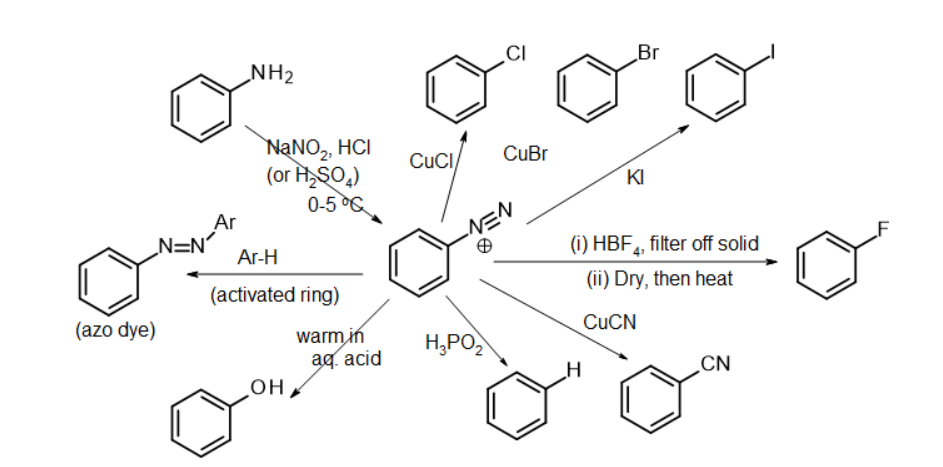 Cl
Br
I
NH₂
NaNO₂, HCl
(or H₂SO₄)
0-5 ºC
CuCl
CuBr
KI
N≡N
⊕
Ar
N=N
Ar-H
(activated ring)
(azo dye)
(i) HBF₄, filter off solid
(ii) Dry, then heat
F
CuCN
warm in
aq. acid
H₃PO₂
H
CN
OH